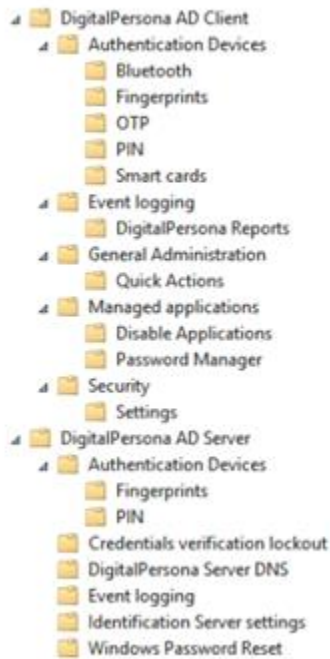 DigitalPersona AD Client
Authentication Devices
Bluetooth
Fingerprints
OTP
PIN
Smart cards
Event logging
DigitalPersona Reports
General Administration
Quick Actions
Managed applications
Disable Applications
Password Manager
Security
Settings
DigitalPersona AD Server
Authentication Devices
Fingerprints
PIN
Credentials verification lockout
DigitalPersona Server DNS
Event logging
Identification Server settings
Windows Password Reset